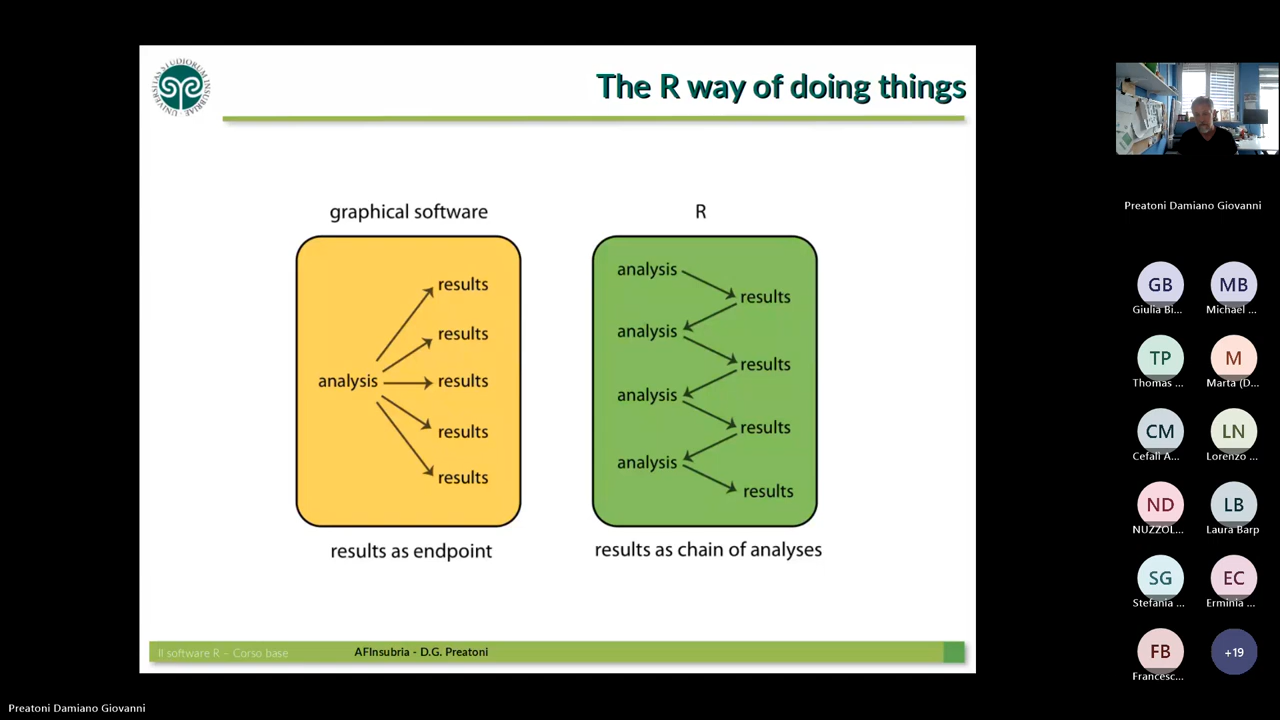 The R way of doing things
graphical software
R
results
results
analysis
results
results
results
analysis
results
analysis
results
analysis
results
analysis
results
results as endpoint
results as chain of analyses
Il software R – Corso base
AFInsubria - D.G. Preatoni
Preatoni Damiano Giovanni
GB
Giulia Bi...
MB
Michael ...
TP
Thomas ...
M
Marta (D...
CM
Cefalì A...
LN
Lorenzo ...
ND
NUZZOL...
LB
Laura Barp
SG
Stefania ...
EC
Erminia ...
FB
Francesc...
+19
Preatoni Damiano Giovanni